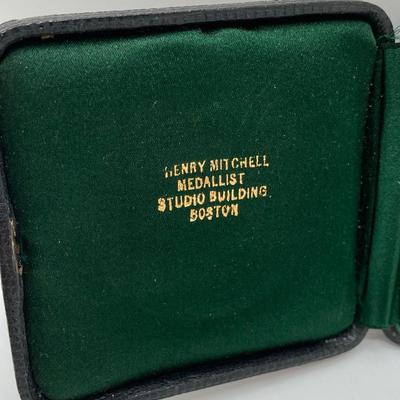 HENRY MITCHELL
MEDALLIST
STUDIO BUILDING
BOSTON